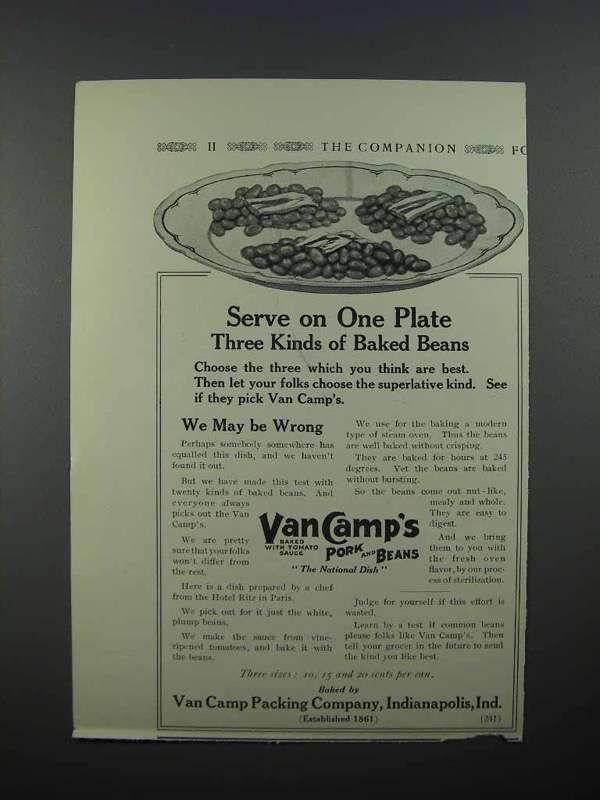 II THE COMPANION FO
Serve on One Plate
Three Kinds of Baked Beans
Choose the three which you think are best.
Then let your folks choose the superlative kind. See
if they pick Van Camp's.
We May be Wrong
Perhaps somebody somewhere has
equalled this dish, and we haven't
found it out.
But we have made this test with
twenty kinds of baked beans. And
everyone always
picks out the Van
Camp's.
We are pretty
sure that your folks
won't differ from
the rest.
Here is a dish prepared by a chef
from the Hotel Ritz in Paris.
We pick out for it just the white,
plump beans.
We make the sauce from vine-
ripened tomatoes, and bake it with
the beans.
We use for the baking a modern
type of steam oven. Thus the beans
are well baked without crisping.
They are baked for hours at 245
degrees. Yet the beans are baked
without bursting.
So the beans come out nut-like,
mealy and whole.
They are easy to
digest.
And we bring
them to you with
the fresh oven
flavor, by our proc-
ess of sterilization.
Van Camp's
BAKED
WITH TOMATO
SAUCE
PORK AND BEANS
"The National Dish"
Judge for yourself if this effort is
wasted.
Learn by a test if common beans
please folks like Van Camp's. Then
tell your grocer in the future to send
the kind you like best.
Three sizes: 10, 15 and 20 cents per can.
Baked by
Van Camp Packing Company, Indianapolis, Ind.
(Established 1861)
(241)